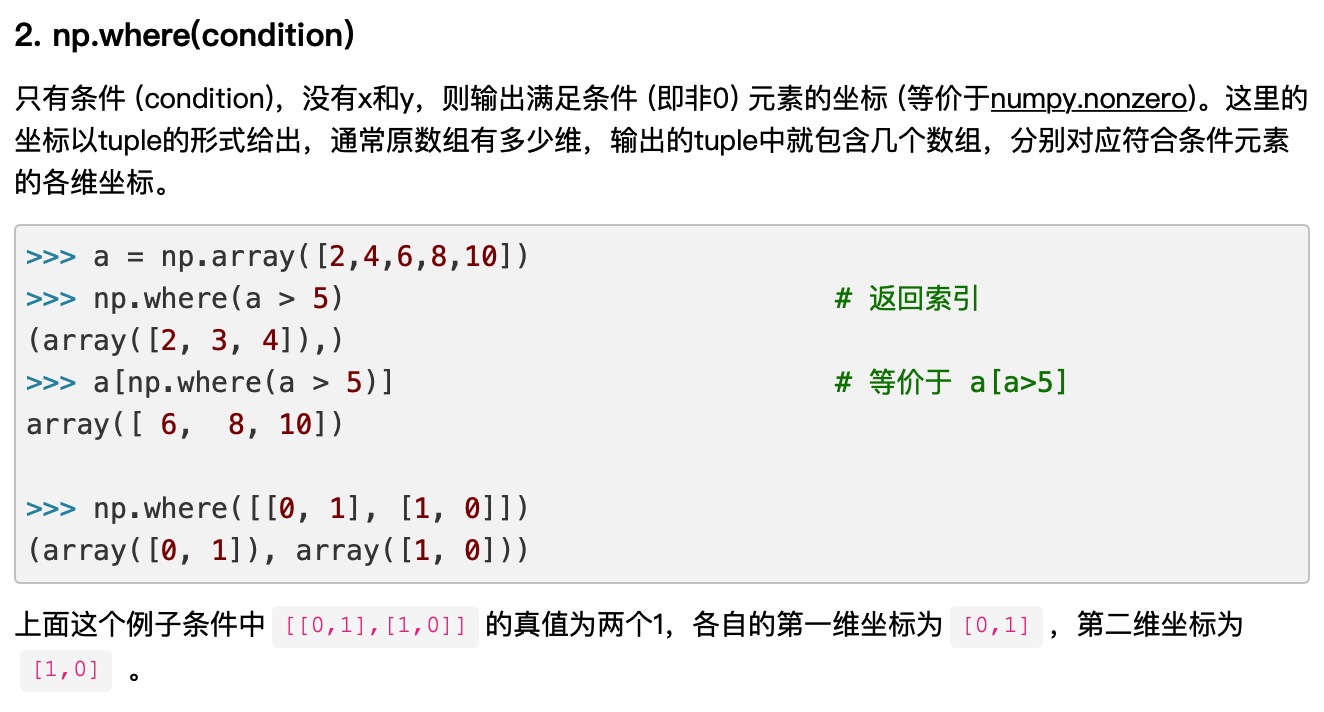 2. np.where(condition)
只有条件 (condition)，没有x和y，则输出满足条件 (即非0) 元素的坐标 (等价于numpy.nonzero)。这里的
坐标以tuple的形式给出，通常原数组有多少维，输出的tuple中就包含几个数组，分别对应符合条件元素
的各维坐标。
>>> a = np.array([2,4,6,8,10])
>>> np.where(a > 5) # 返回索引
(array([2, 3, 4]),)
>>> a[np.where(a > 5)] # 等价于 a[a>5]
array([ 6,  8, 10])
>>> np.where([[0, 1], [1, 0]])
(array([0, 1]), array([1, 0]))
上面这个例子条件中 [[0,1],[1,0]] 的真值为两个1，各自的第一维坐标为 [0,1] ，第二维坐标为
[1,0] 。